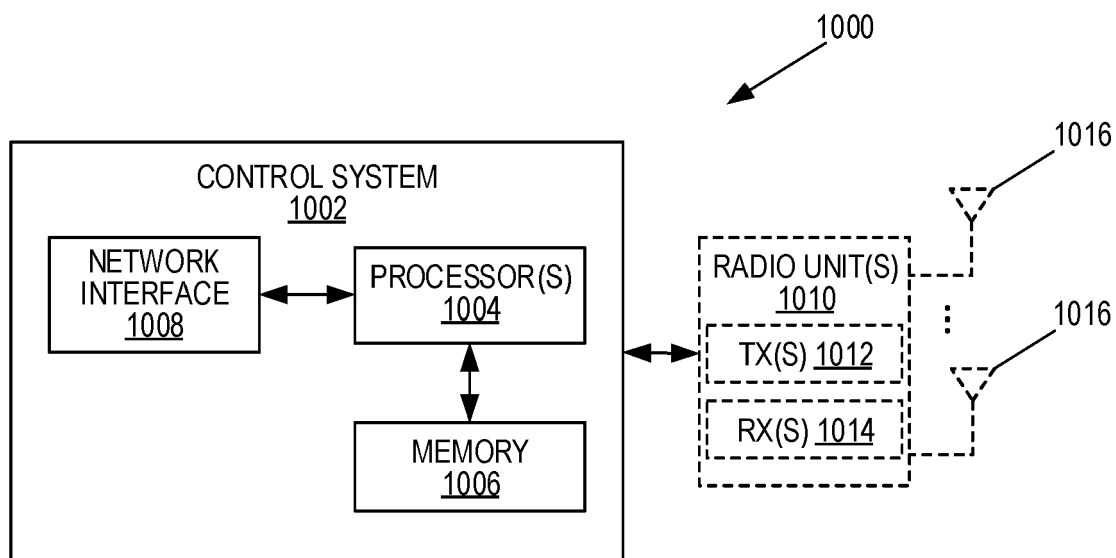 1000
1016
CONTROL SYSTEM
1002
NETWORK
INTERFACE
1008
PROCESSOR(S)
1004
MEMORY
1006
RADIO UNIT(S)
1010
TX(S) 1012
RX(S) 1014
1016